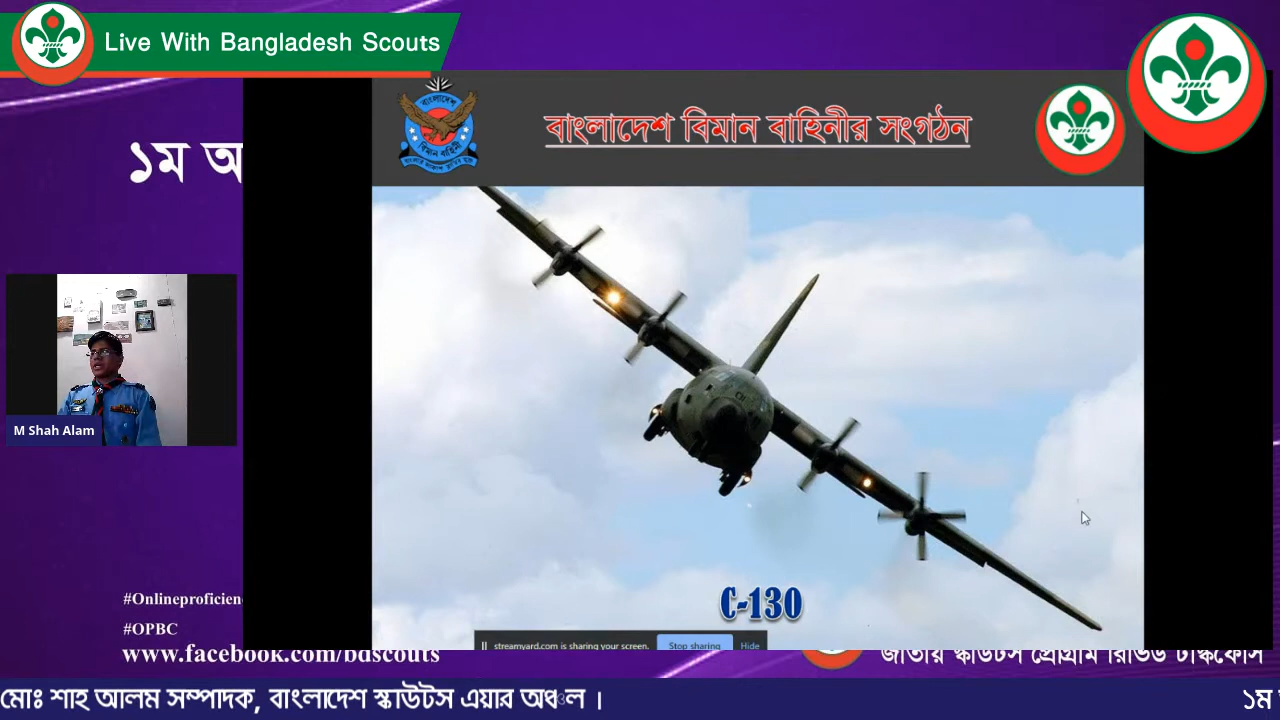 Live With Bangladesh Scouts
বাংলাদেশ বিমান বাহিনীর সংগঠন
বাংলাদেশ
বিমান বাহিনী
১ম অ
M Shah Alam
C-130
streamyard.com is sharing your screen. Stop sharing Hide
#Onlineproficien
#OPBC
www.facebook.com/bdscouts
জাতীয় স্কাউটস প্রোগ্রাম রিভিউ টাস্কফোর্স
মোঃ শাহ আলম সম্পাদক, বাংলাদেশ স্কাউটস এয়ার অঞ্চল ।
১ম